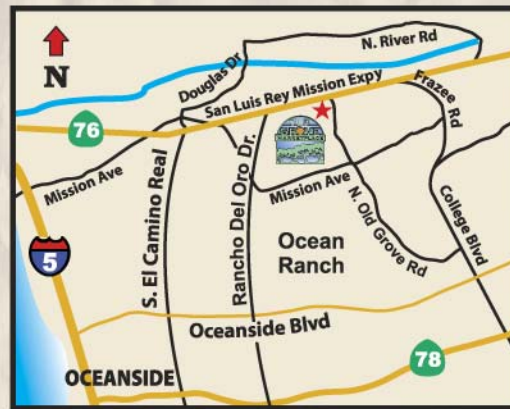 N
N. River Rd
Douglas Dr
San Luis Rey Mission Expy
Frazee Rd
76
MARKETPLACE
Mission Ave
Mission Ave
S. El Camino Real
Rancho Del Oro Dr.
N. Old Grove Rd
College Blvd
5
Ocean
Ranch
Oceanside Blvd
78
OCEANSIDE